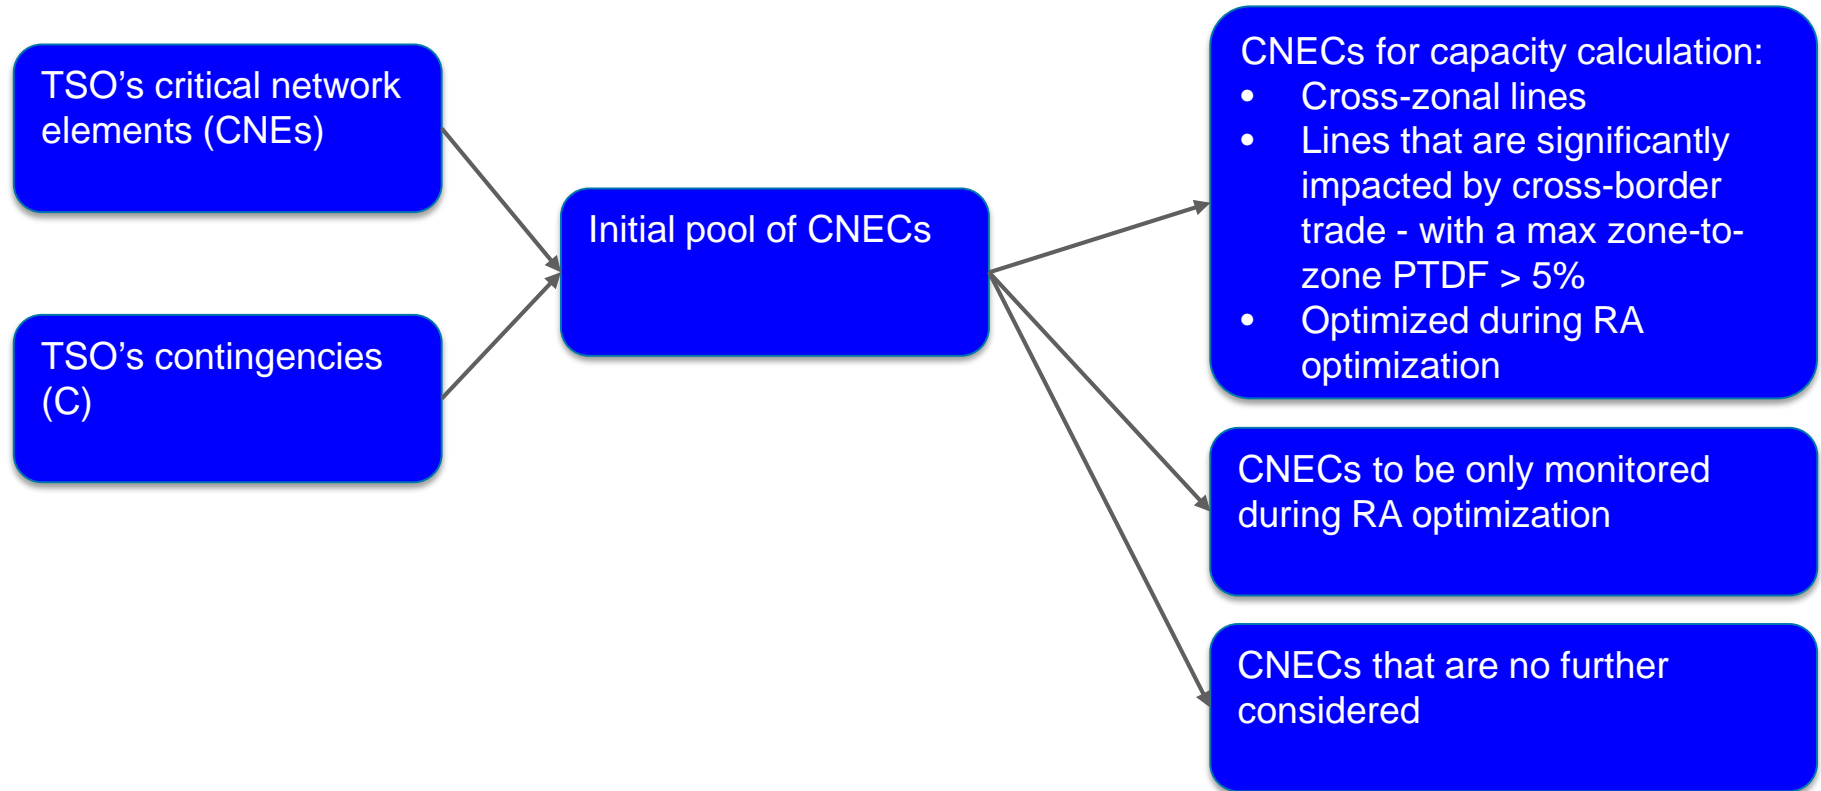 TSO’s critical network
elements (CNEs)
TSO’s contingencies
(C)
Initial pool of CNECs
CNECs for capacity calculation:
• Cross-zonal lines
• Lines that are significantly
impacted by cross-border
trade - with a max zone-to-
zone PTDF > 5%
• Optimized during RA
optimization
CNECs to be only monitored
during RA optimization
CNECs that are no further
considered